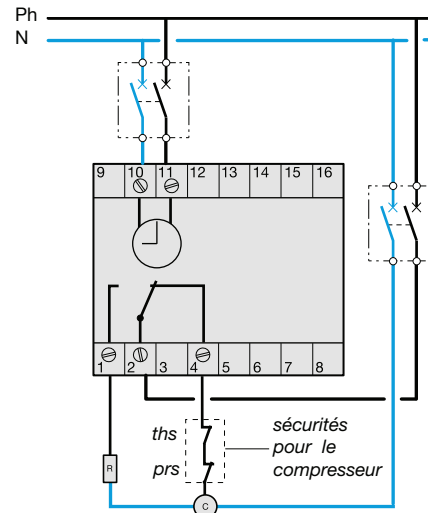 Ph
N
9 10 11 12 13 14 15 16
1 2 3 4 5 6 7 8
ths
prs
sécurités
pour le
compresseur
R
C